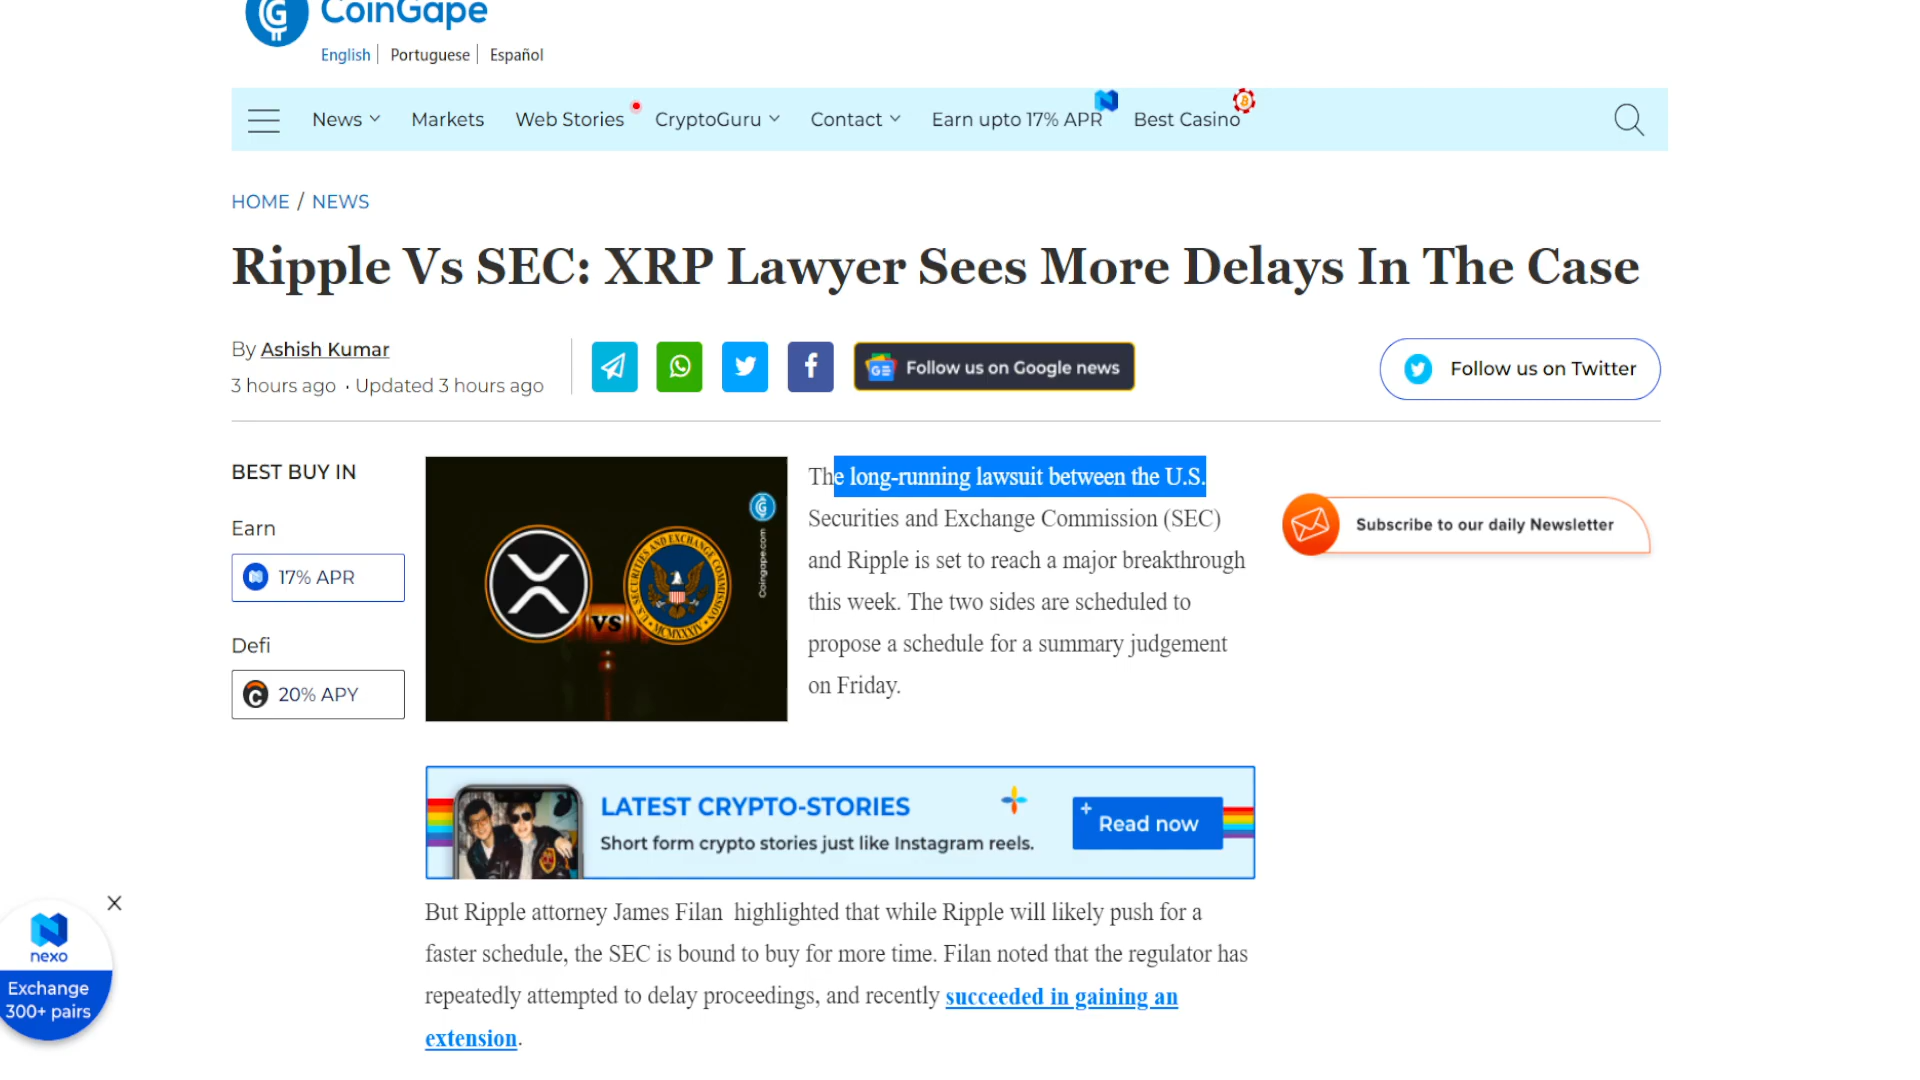 CoinGape
English Portuguese Español
News Markets Web Stories CryptoGuru Contact Earn upto 17% APR Best Casino
HOME / NEWS
Ripple Vs SEC: XRP Lawyer Sees More Delays In The Case
By Ashish Kumar
3 hours ago · Updated 3 hours ago
Follow us on Google news
Follow us on Twitter
BEST BUY IN
Earn
17% APR
Defi
20% APY
Coingape.com
VS
U.S. SECURITIES AND EXCHANGE COMMISSION
MCMXXXIV
The long-running lawsuit between the U.S.
Securities and Exchange Commission (SEC)
and Ripple is set to reach a major breakthrough
this week. The two sides are scheduled to
propose a schedule for a summary judgement
on Friday.
Subscribe to our daily Newsletter
LATEST CRYPTO-STORIES
Short form crypto stories just like Instagram reels.
Read now
But Ripple attorney James Filan highlighted that while Ripple will likely push for a
faster schedule, the SEC is bound to buy for more time. Filan noted that the regulator has
repeatedly attempted to delay proceedings, and recently succeeded in gaining an
extension.
nexo
Exchange
300+ pairs